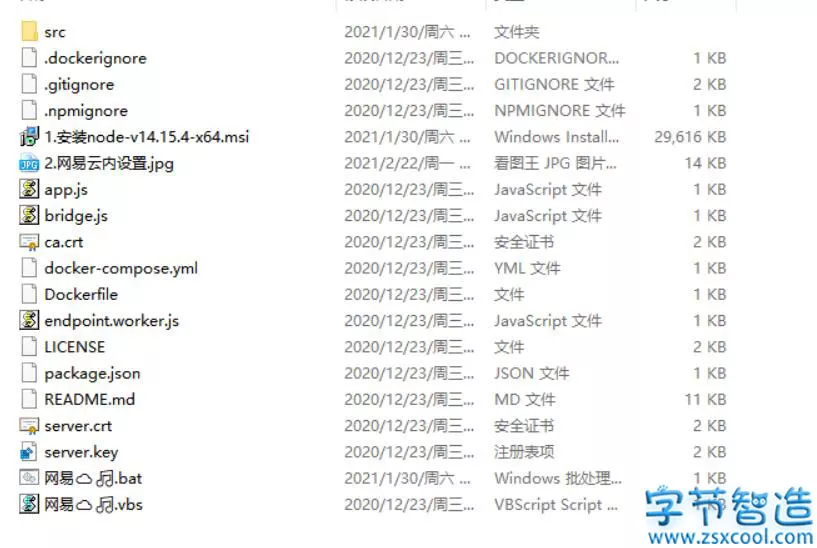 src 2021/1/30/周六 ... 文件夹
.dockerignore 2020/12/23/周三... DOCKERIGNOR... 1 KB
.gitignore 2020/12/23/周三... GITIGNORE 文件 2 KB
.npmignore 2020/12/23/周三... NPMIGNORE 文件 1 KB
1.安装node-v14.15.4-x64.msi 2021/1/30/周六 ... Windows Install... 29,616 KB
JPG 2.网易云内设置.jpg 2021/2/22/周一 ... 看图王 JPG 图片... 14 KB
app.js 2020/12/23/周三... JavaScript 文件 1 KB
bridge.js 2020/12/23/周三... JavaScript 文件 1 KB
ca.crt 2020/12/23/周三... 安全证书 2 KB
docker-compose.yml 2020/12/23/周三... YML 文件 1 KB
Dockerfile 2020/12/23/周三... 文件 1 KB
endpoint.worker.js 2020/12/23/周三... JavaScript 文件 1 KB
LICENSE 2020/12/23/周三... 文件 2 KB
package.json 2020/12/23/周三... JSON 文件 1 KB
README.md 2020/12/23/周三... MD 文件 11 KB
server.crt 2020/12/23/周三... 安全证书 2 KB
server.key 2020/12/23/周三... 注册表项 2 KB
网易☁🎵.bat 2021/1/30/周六 ... Windows 批处理... 1 KB
网易☁🎵.vbs 2020/12/23/周三... VBScript Script ... KB
字节智造
www.zsxcool.com